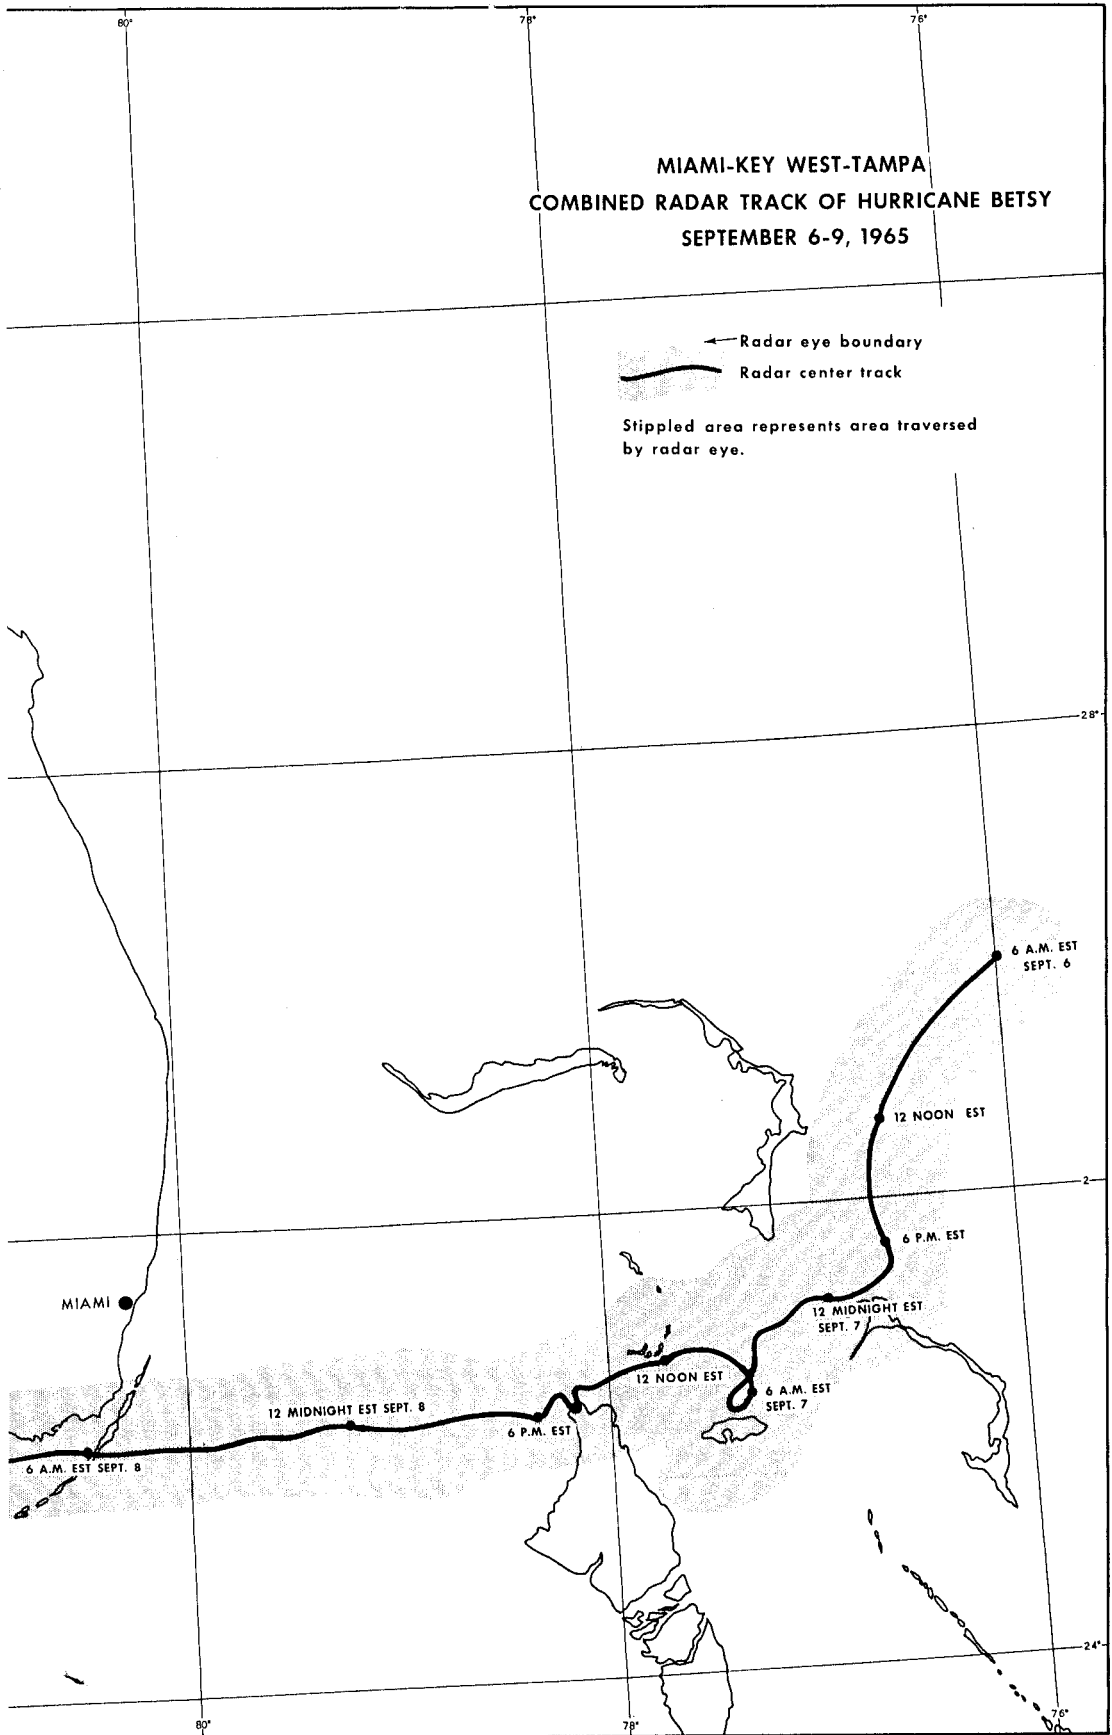 80°
78°
76°
MIAMI-KEY WEST-TAMPA
COMBINED RADAR TRACK OF HURRICANE BETSY
SEPTEMBER 6-9, 1965
Radar eye boundary
Radar center track
Stippled area represents area traversed
by radar eye.
28°
6 A.M. EST
SEPT. 6
12 NOON EST
2
6 P.M. EST
MIAMI
12 MIDNIGHT EST
SEPT. 7
12 NOON EST
6 A.M. EST
SEPT. 7
12 MIDNIGHT EST SEPT. 8
6 P.M. EST
6 A.M. EST SEPT. 8
24°
80°
78°
76°